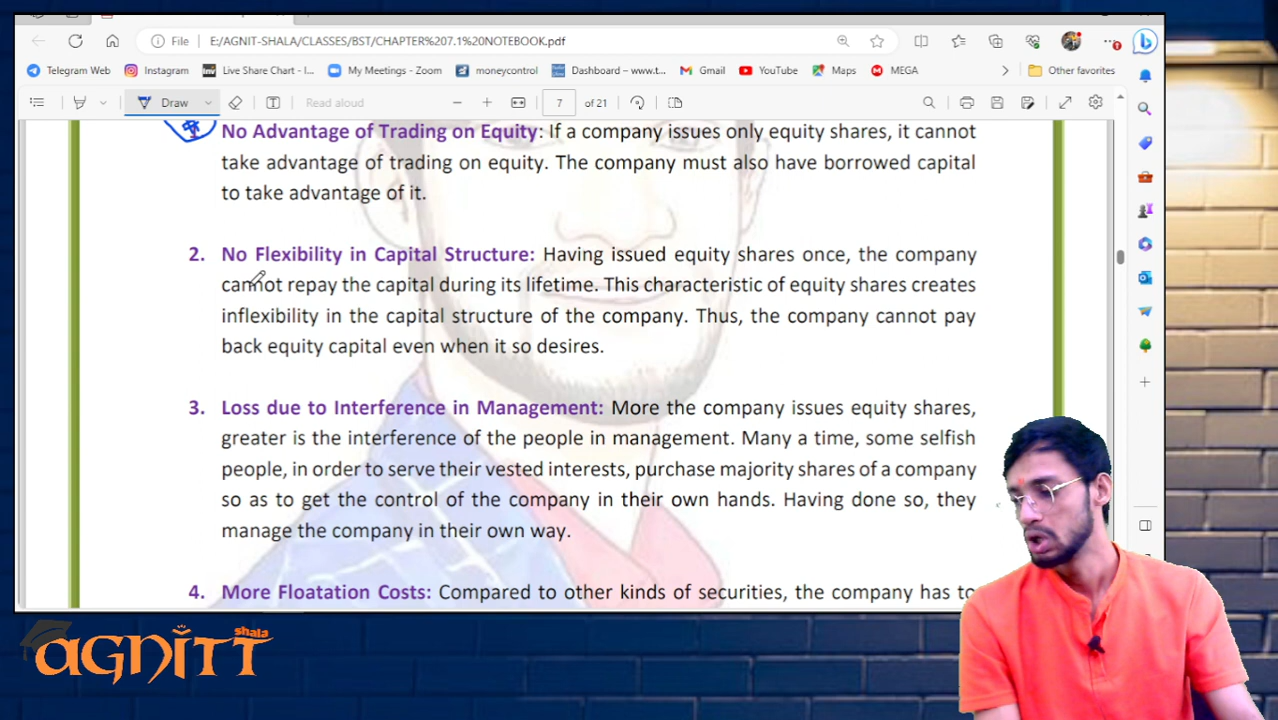 File E:/AGNIT-SHALA/CLASSES/BST/CHAPTER%207.1%20NOTEBOOK.pdf
Telegram Web Instagram Live Share Chart - I... My Meetings - Zoom moneycontrol Dashboard – www.t... Gmail YouTube Maps MEGA Other favorites
Draw Read aloud 7 of 21
No Advantage of Trading on Equity: If a company issues only equity shares, it cannot
take advantage of trading on equity. The company must also have borrowed capital
to take advantage of it.
2. No Flexibility in Capital Structure: Having issued equity shares once, the company
cannot repay the capital during its lifetime. This characteristic of equity shares creates
inflexibility in the capital structure of the company. Thus, the company cannot pay
back equity capital even when it so desires.
3. Loss due to Interference in Management: More the company issues equity shares,
greater is the interference of the people in management. Many a time, some selfish
people, in order to serve their vested interests, purchase majority shares of a company
so as to get the control of the company in their own hands. Having done so, they
manage the company in their own way.
4. More Floatation Costs: Compared to other kinds of securities, the company has to
shala
AGNITT